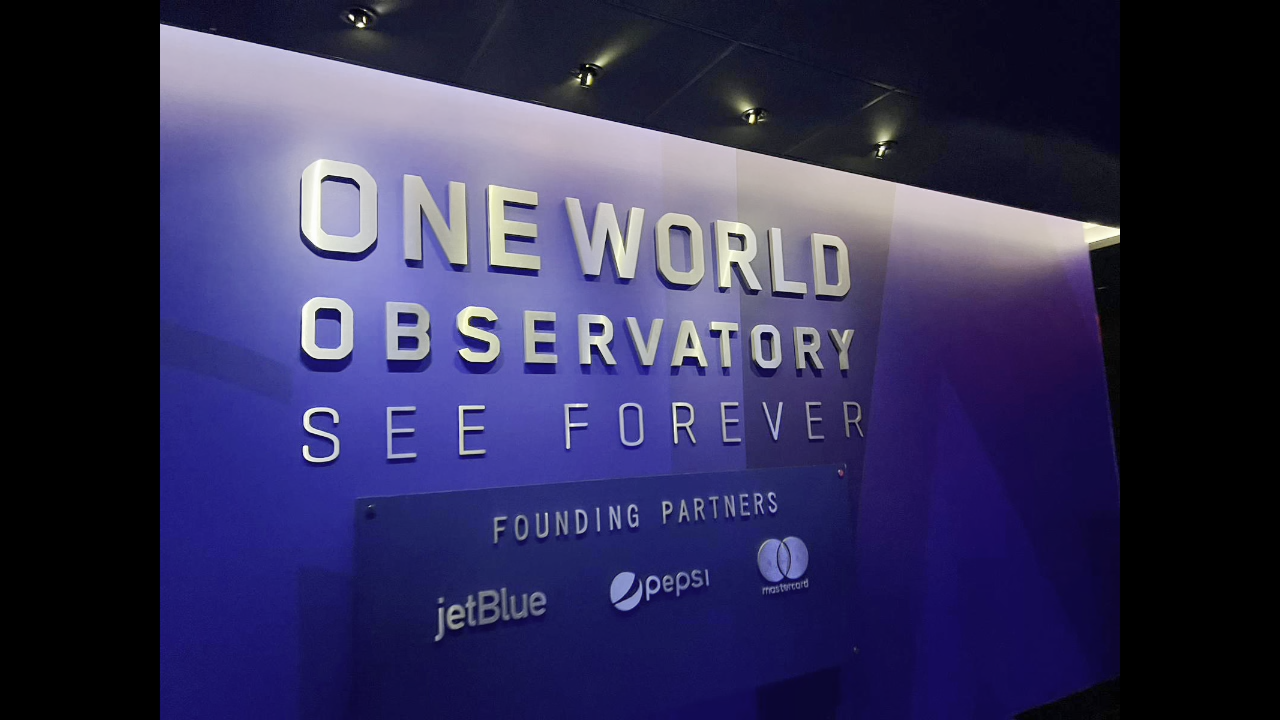 ONE WORLD
OBSERVATORY
SEE FOREVER
FOUNDING PARTNERS
jetBlue
pepsi
mastercard